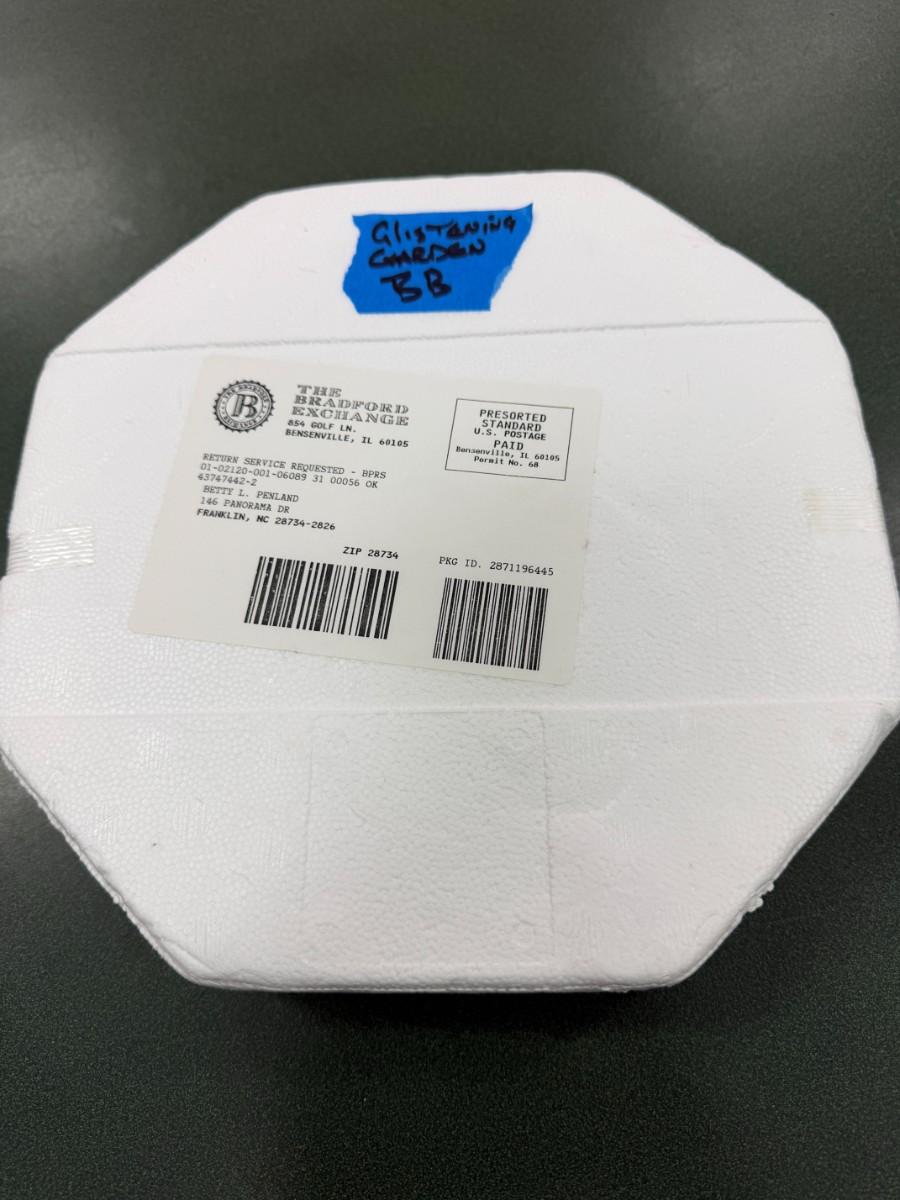 GlisTENiNG
GARDEN
BB
THE
BRADFORD
EXCHANGE
854 GOLF LN.
BENSENVILLE, IL 60105
PRESORTED
STANDARD
U.S. POSTAGE
PAID
Bensenville, IL 60105
Permit No. 68
RETURN SERVICE REQUESTED - BPRS
01-02120-001-06089 31 00056 OK
43747442-2
BETTY L. PENLAND
146 PANORAMA DR
FRANKLIN, NC 28734-2826
ZIP 28734
PKG ID. 2871196445